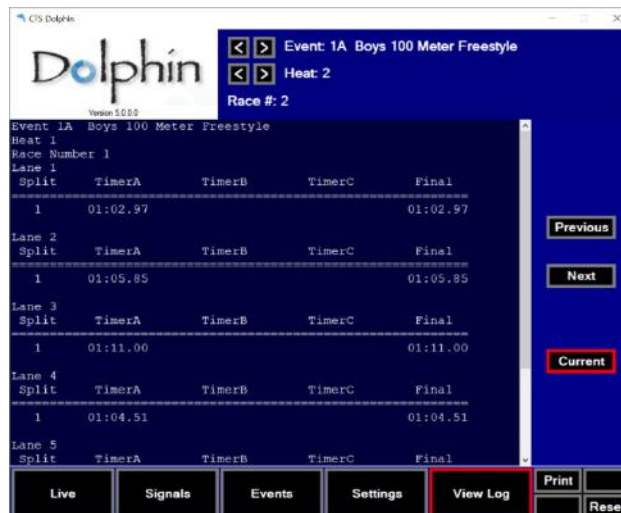 CTS Dolphin
Dolphin
Version 5.0.0.0
< > Event: 1A Boys 100 Meter Freestyle
< > Heat: 2
Race #: 2
Event 1A Boys 100 Meter Freestyle
Heat 1
Race Number 1
Lane 1
Split TimerA TimerB TimerC Final
1 01:02.97 01:02.97
Lane 2
Split TimerA TimerB TimerC Final
1 01:05.85 01:05.85
Lane 3
Split TimerA TimerB TimerC Final
1 01:11.00 01:11.00
Lane 4
Split TimerA TimerB TimerC Final
1 01:04.51 01:04.51
Lane 5
Split TimerA TimerB TimerC Final
Previous
Next
Current
Live Signals Events Settings View Log Print
Rese